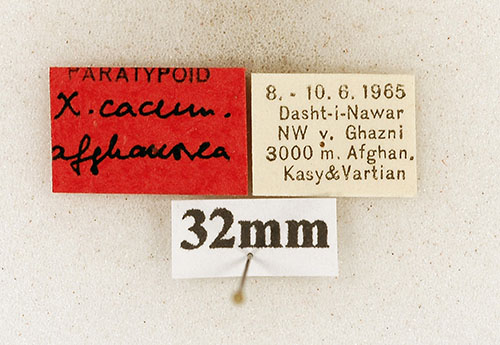 PARATYPOID
X. cacum.
afghanorea
8. - 10. 6. 1965
Dasht-i-Nawar
NW v. Ghazni
3000 m. Afghan.
Kasy&Vartian
32mm